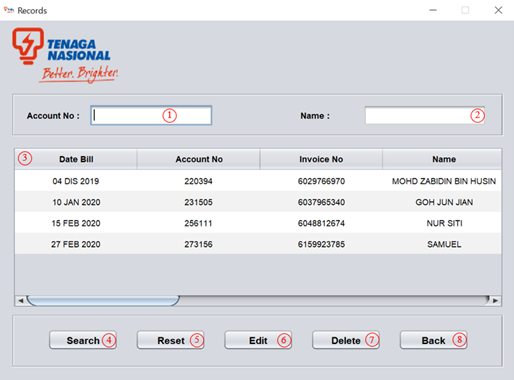 Records
TENAGA
NASIONAL
Better. Brighter.
Account No : 1 Name : 2
3 Date Bill Account No Invoice No Name
04 DIS 2019 220394 6029766970 MOHD ZABIDIN BIN HUSIN
10 JAN 2020 231505 6037965340 GOH JUN JIAN
15 FEB 2020 256111 6048812674 NUR SITI
27 FEB 2020 273156 6159923785 SAMUEL
Search 4 Reset 5 Edit 6 Delete 7 Back 8